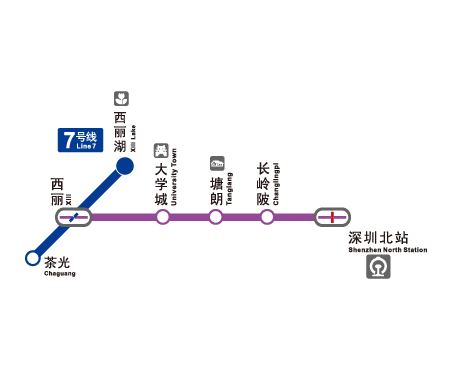 西丽湖
Xili Lake
7号线
Line 7
西丽
Xili
大学城
University Town
塘朗
Tanglang
长岭陂
Changlingpi
茶光
Chaguang
深圳北站
Shenzhen North Station